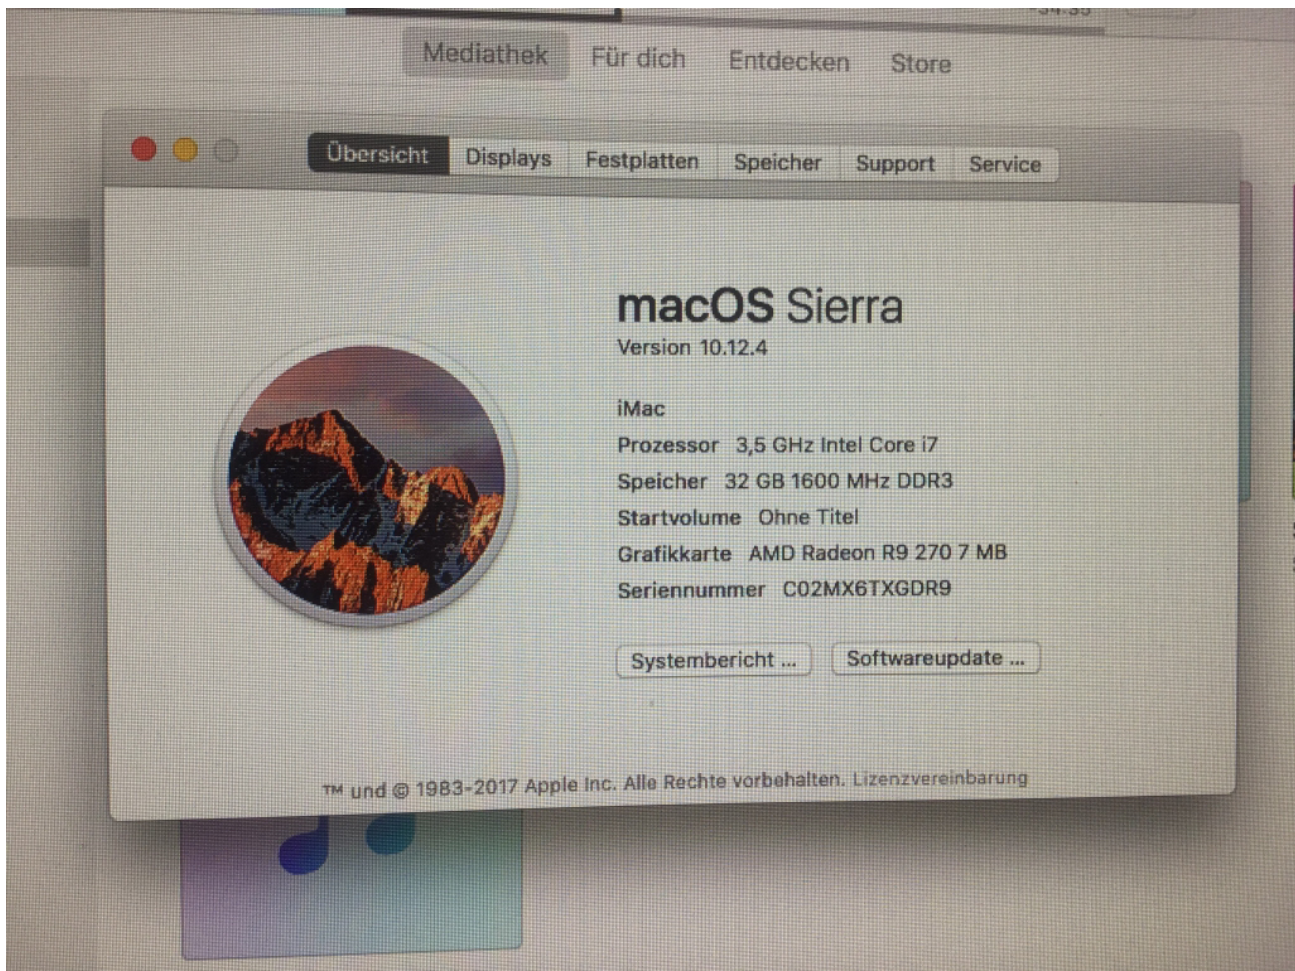 Mediathek Für dich Entdecken Store
Übersicht Displays Festplatten Speicher Support Service
macOS Sierra
Version 10.12.4
iMac
Prozessor 3,5 GHz Intel Core i7
Speicher 32 GB 1600 MHz DDR3
Startvolume Ohne Titel
Grafikkarte AMD Radeon R9 270 7 MB
Seriennummer C02MX6TXGDR9
Systembericht ... Softwareupdate ...
™ und © 1983-2017 Apple Inc. Alle Rechte vorbehalten. Lizenzvereinbarung